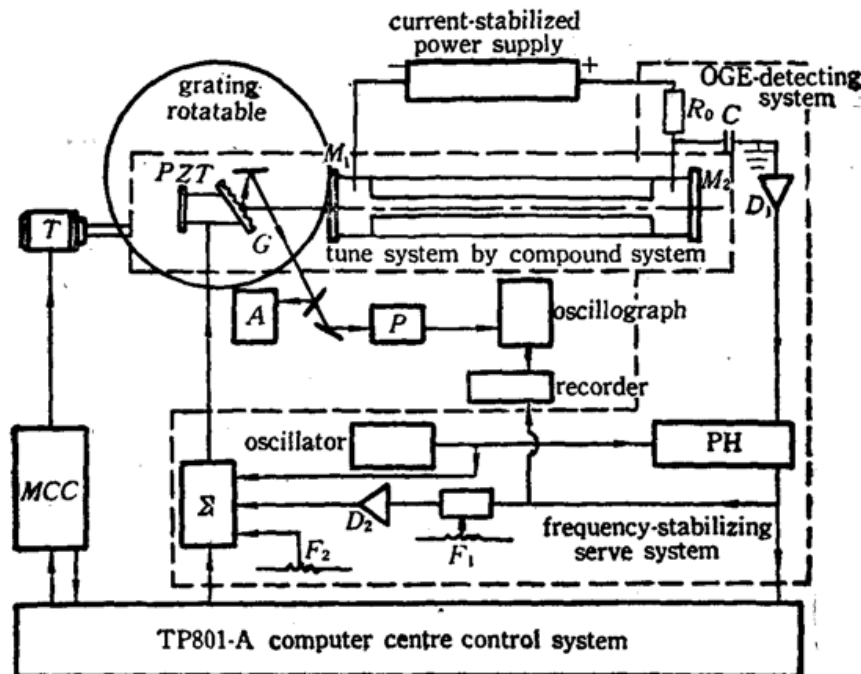 current-stabilized
power supply
−
+
OGE-detecting
system
grating
rotatable
R₀
C
M₁
PZT
M₂
T
G
D₁
tune system by compound system
A
P
oscillograph
recorder
oscillator
PH
MCC
Σ
D₂
F₁
F₂
frequency-stabilizing
serve system
TP801-A computer centre control system